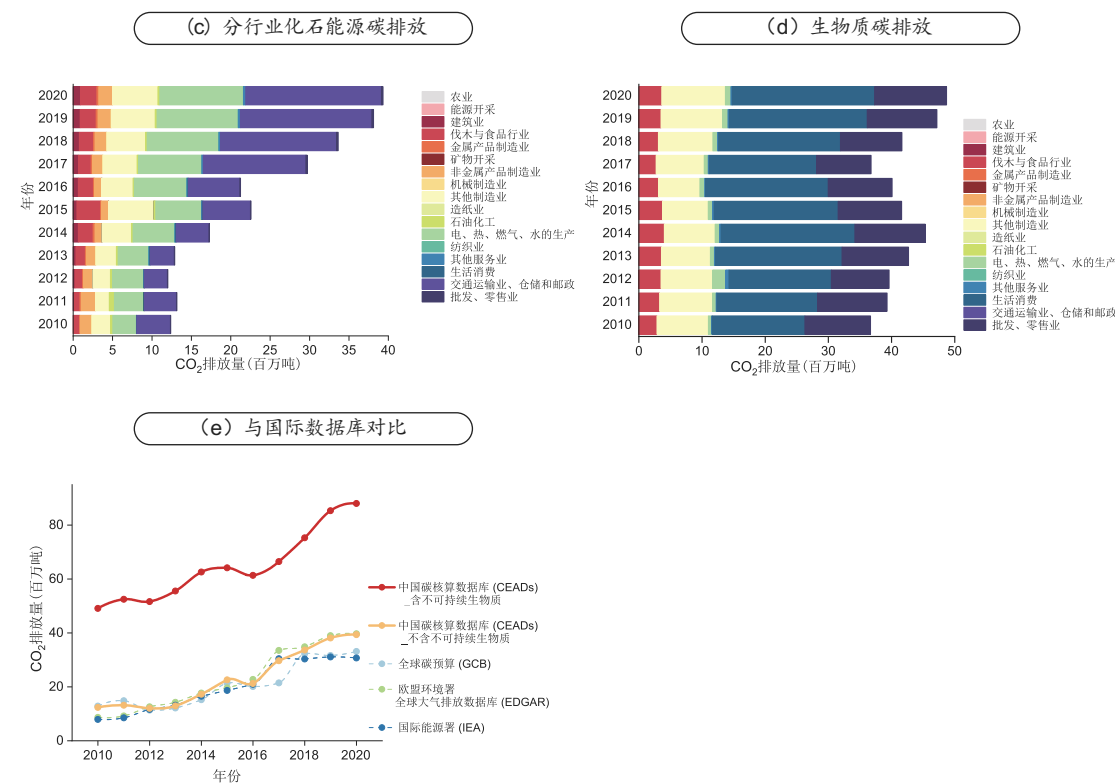 (c) 分行业化石能源碳排放
年份
2020
2019
2018
2017
2016
2015
2014
2013
2012
2011
2010
0 5 10 15 20 25 30 35 40
CO2排放量(百万吨)
农业
能源开采
建筑业
伐木与食品行业
金属产品制造业
矿物开采
非金属产品制造业
机械制造业
其他制造业
造纸业
石油化工
电、热、燃气、水的生产
纺织业
其他服务业
生活消费
交通运输业、仓储和邮政
批发、零售业
(d) 生物质碳排放
年份
2020
2019
2018
2017
2016
2015
2014
2013
2012
2011
2010
0 10 20 30 40 50
CO2排放量(百万吨)
农业
能源开采
建筑业
伐木与食品行业
金属产品制造业
矿物开采
非金属产品制造业
机械制造业
其他制造业
造纸业
石油化工
电、热、燃气、水的生产
纺织业
其他服务业
生活消费
交通运输业、仓储和邮政
批发、零售业
(e) 与国际数据库对比
CO2排放量(百万吨)
80
60
40
20
0
2010 2012 2014 2016 2018 2020
年份
中国碳核算数据库 (CEADs)
_含不可持续生物质
中国碳核算数据库 (CEADs)
_不含不可持续生物质
全球碳预算 (GCB)
欧盟环境署
全球大气排放数据库 (EDGAR)
国际能源署 (IEA)